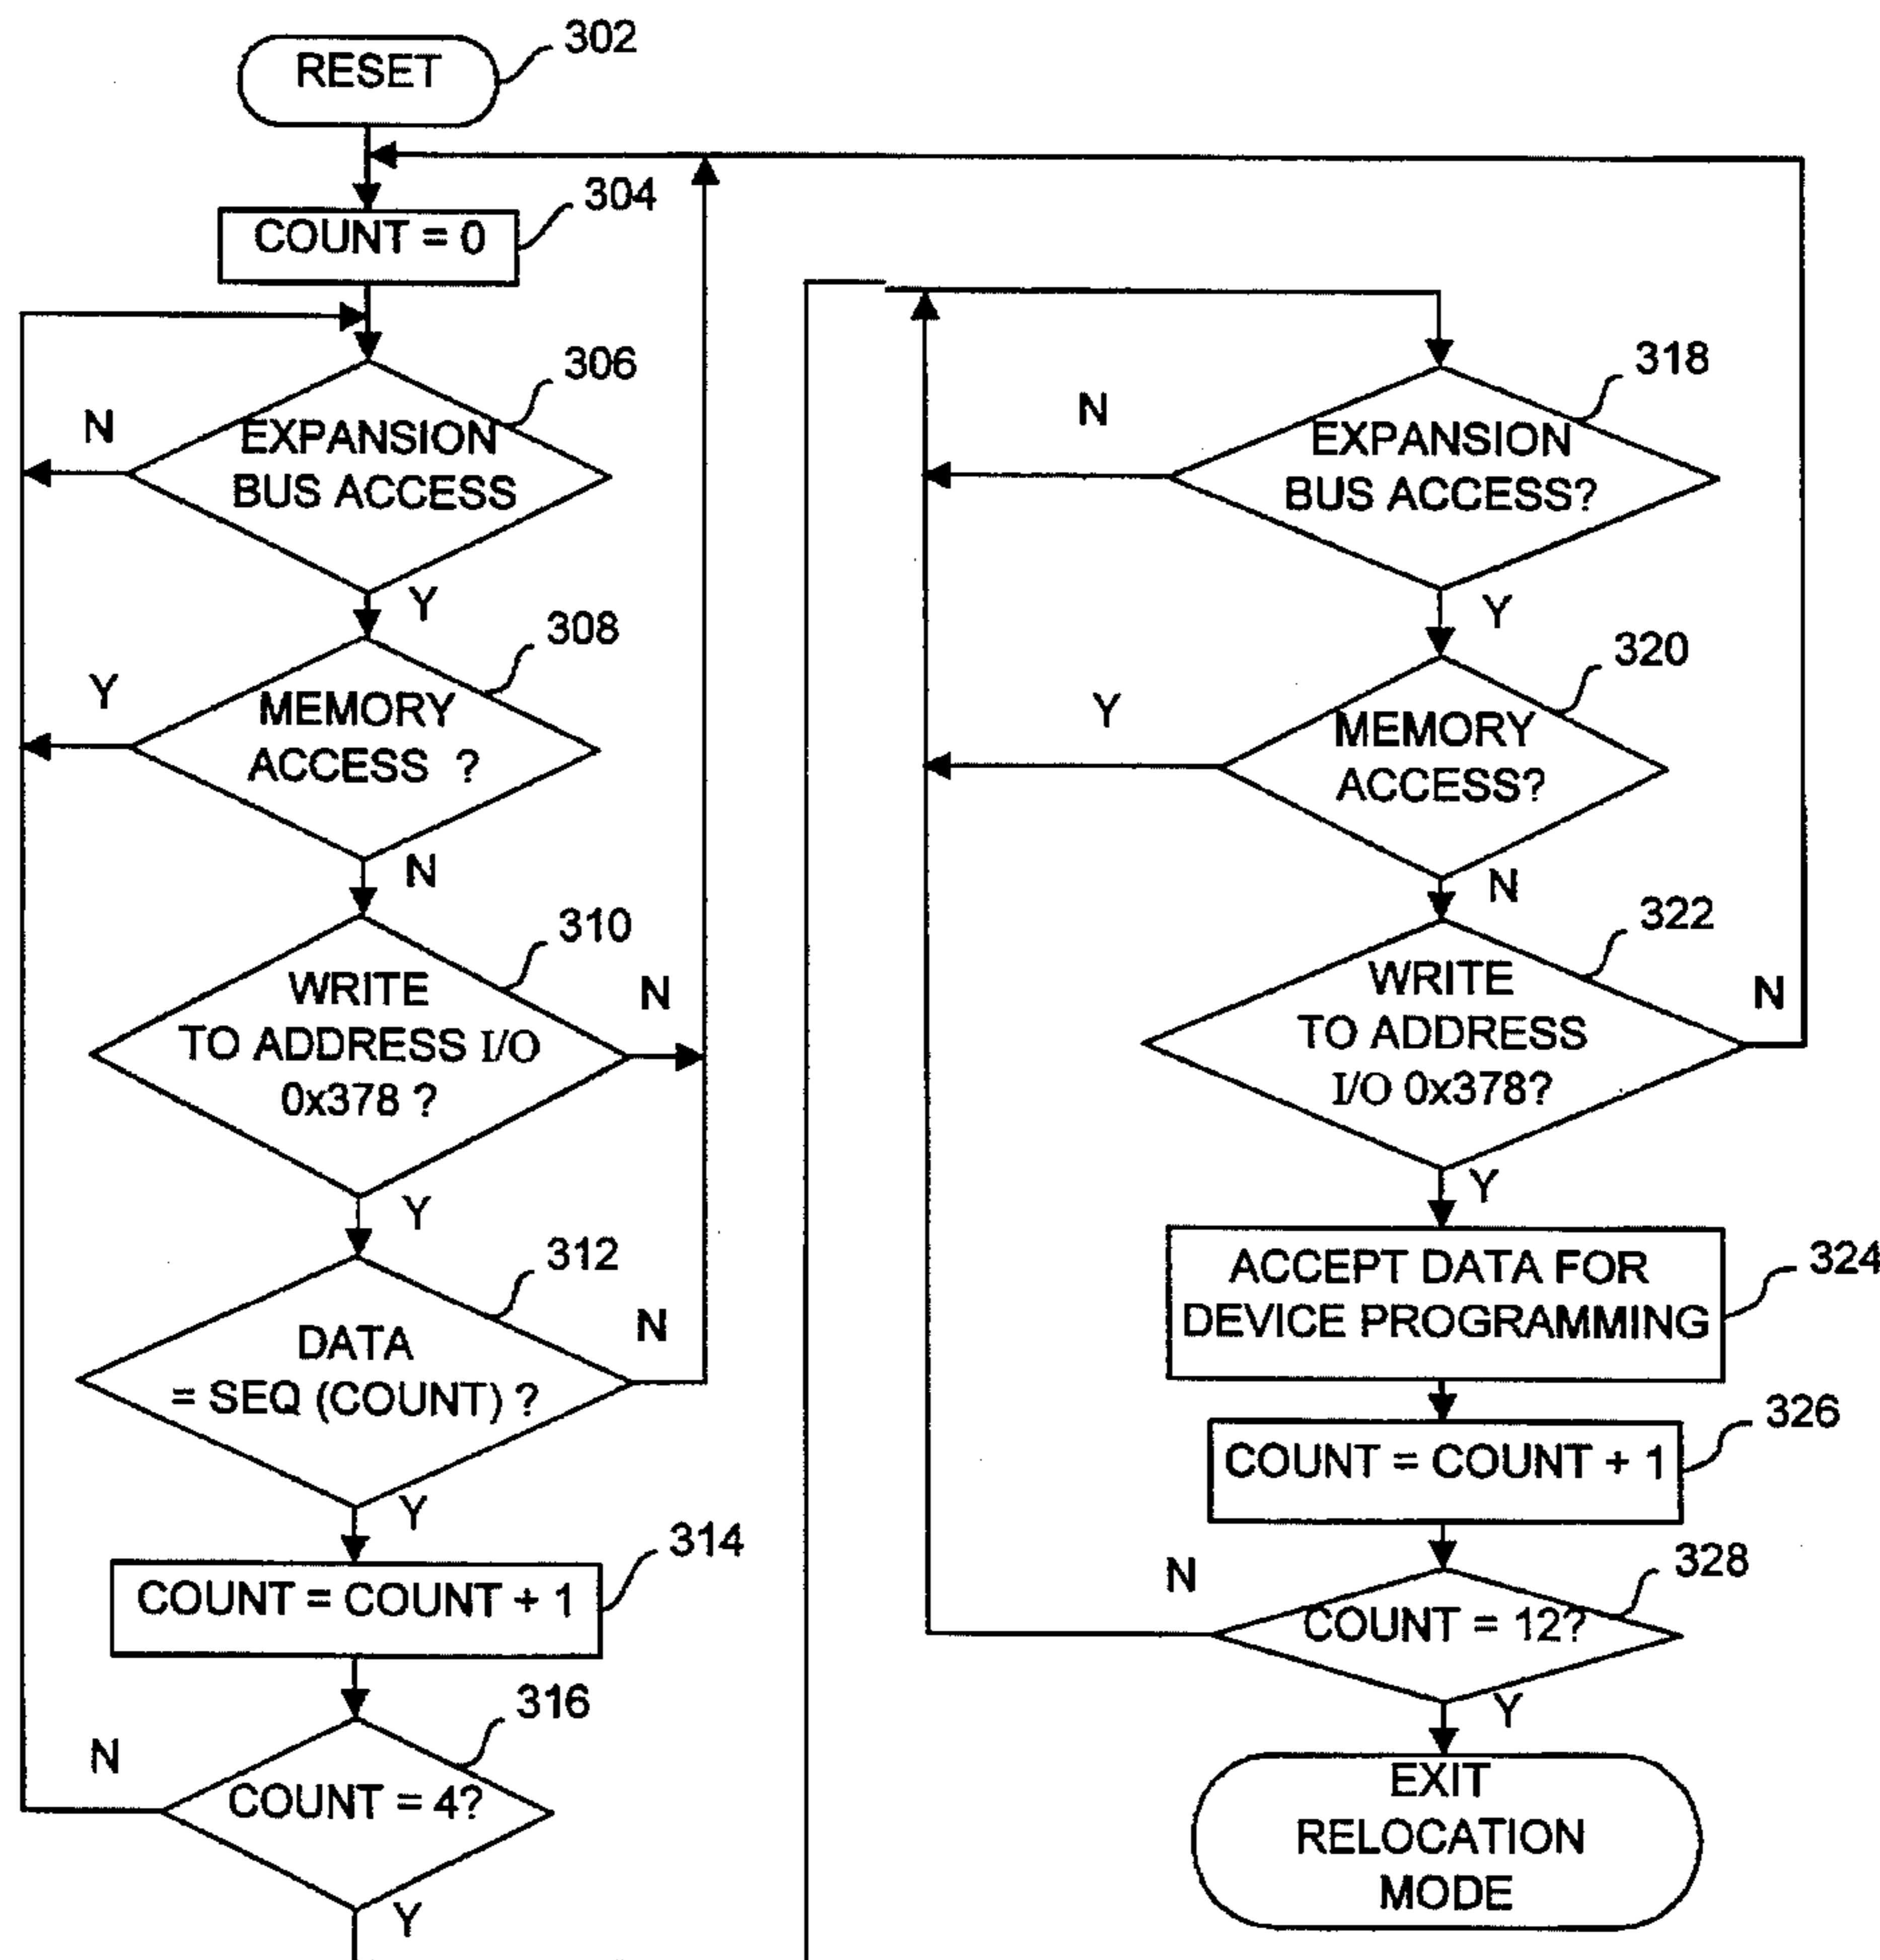 RESET
302
COUNT = 0
304
EXPANSION
BUS ACCESS
306
N
Y
MEMORY
ACCESS ?
308
Y
N
WRITE
TO ADDRESS I/O
0x378 ?
310
N
Y
DATA
= SEQ (COUNT) ?
312
N
Y
COUNT = COUNT + 1
314
COUNT = 4?
316
N
Y
EXPANSION
BUS ACCESS?
318
N
Y
MEMORY
ACCESS?
320
Y
N
WRITE
TO ADDRESS
I/O 0x378?
322
N
Y
ACCEPT DATA FOR
DEVICE PROGRAMMING
324
COUNT = COUNT + 1
326
COUNT = 12?
328
N
Y
EXIT
RELOCATION
MODE